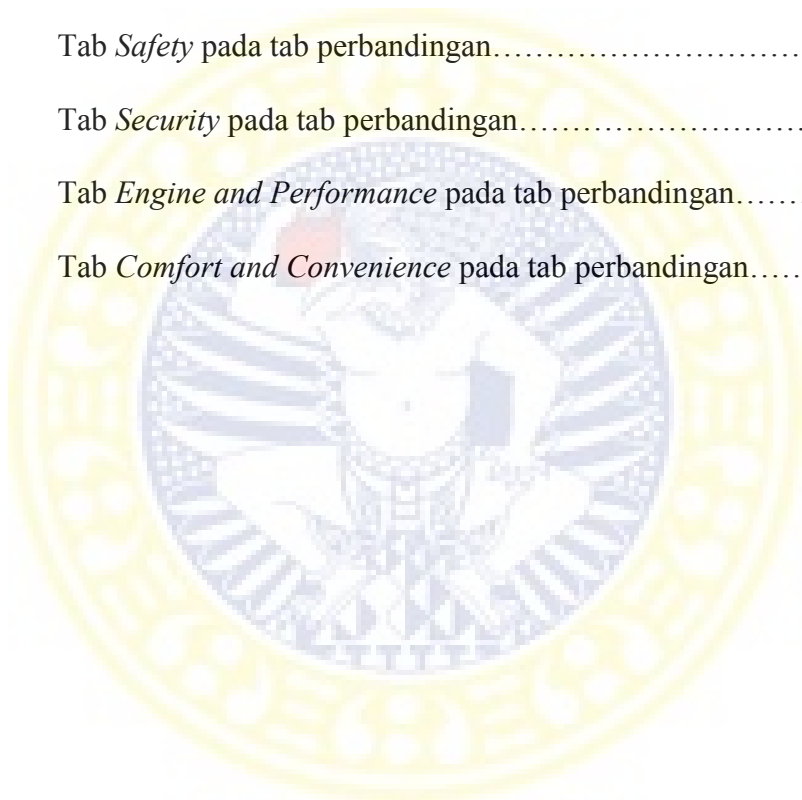 Tab Safety pada tab perbandingan…………………………
Tab Security pada tab perbandingan………………………
Tab Engine and Performance pada tab perbandingan……
Tab Comfort and Convenience pada tab perbandingan……